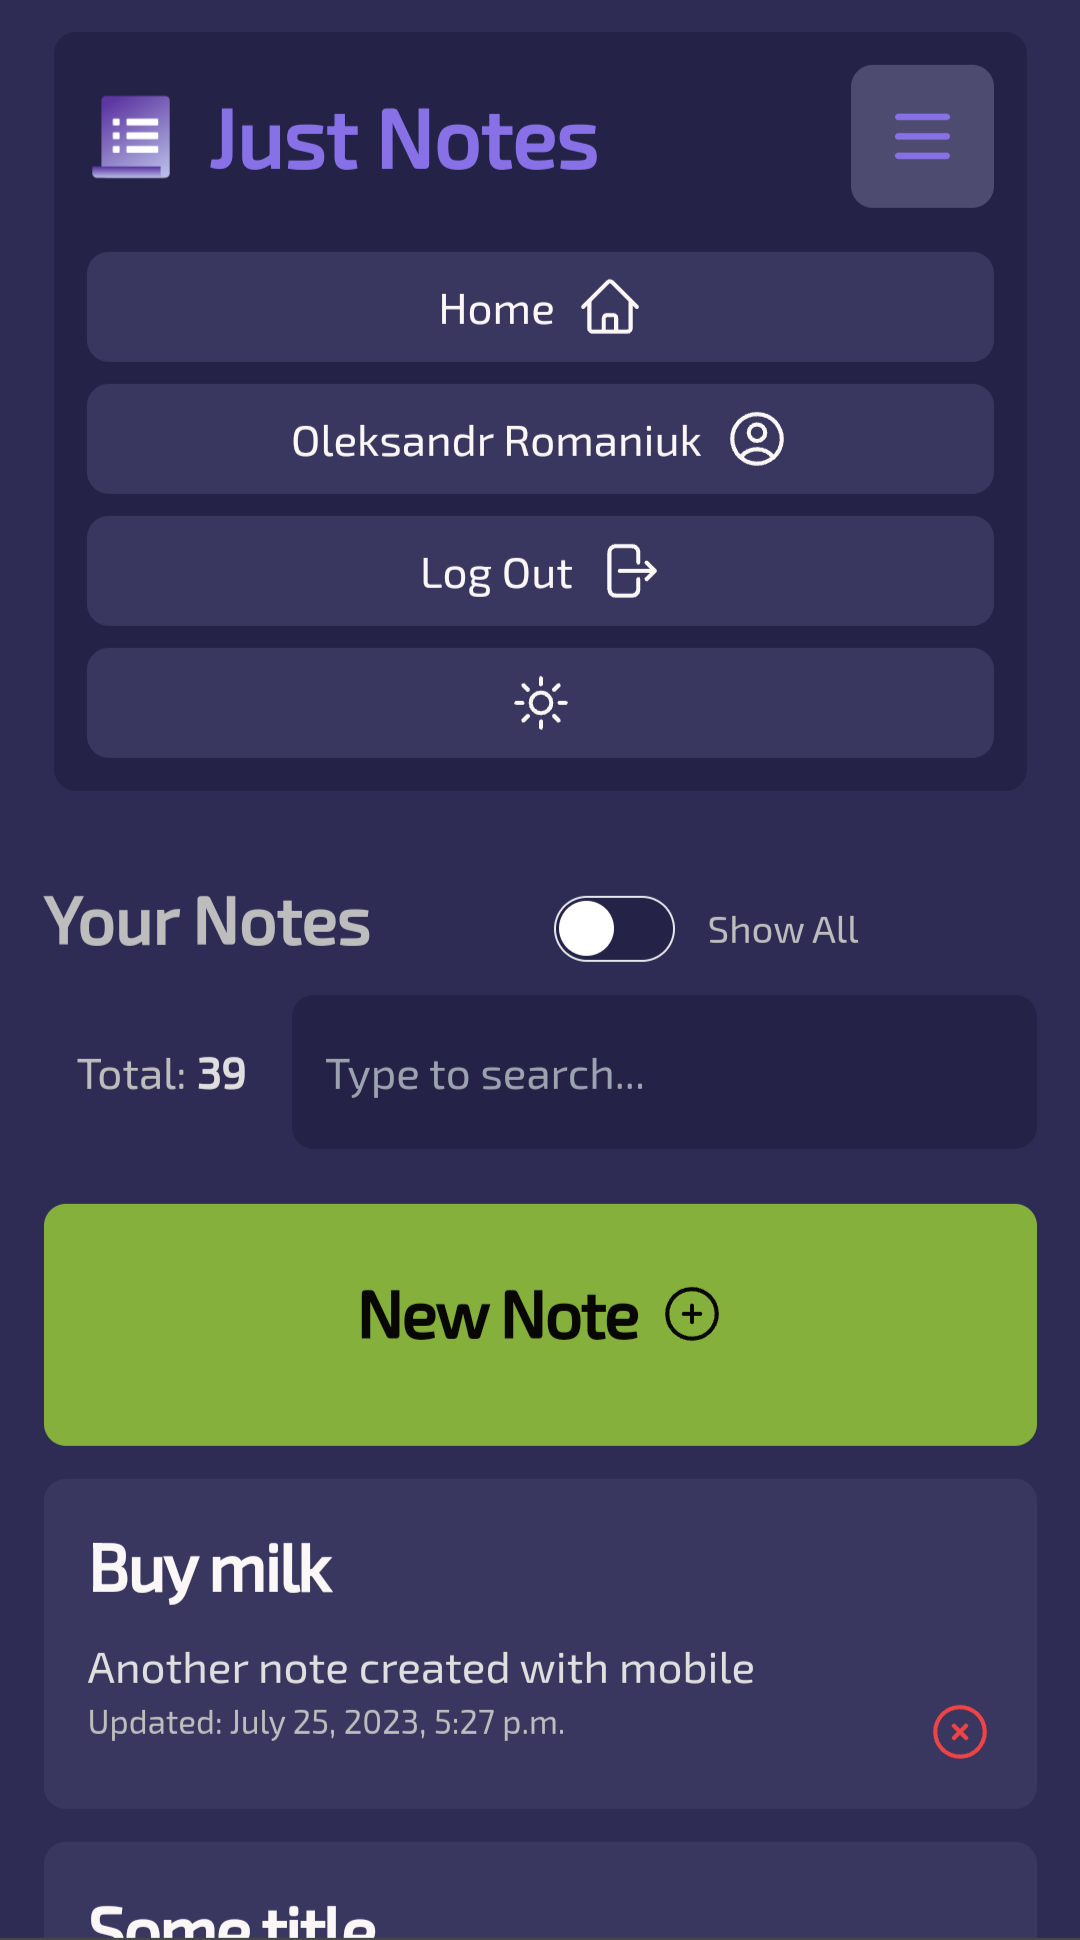 Just Notes
Home
Oleksandr Romaniuk
Log Out
Your Notes
Show All
Total: 39
Type to search...
New Note
Buy milk
Another note created with mobile
Updated: July 25, 2023, 5:27 p.m.
Some title